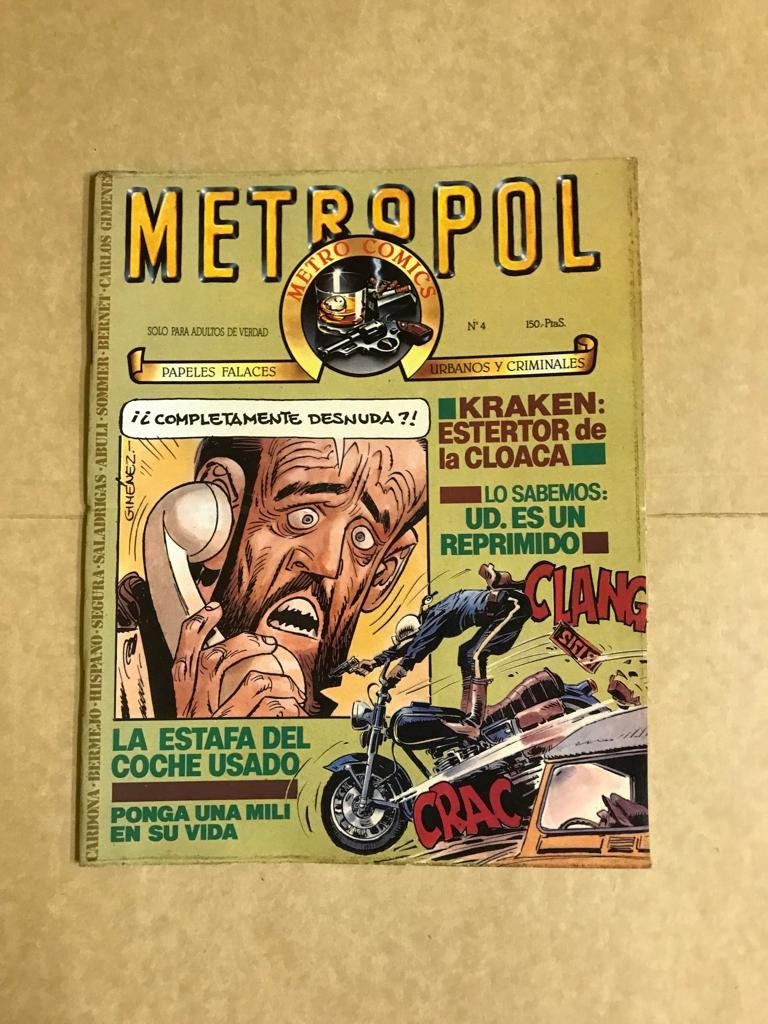 METROPOL
METRO COMICS
SOLO PARA ADULTOS DE VERDAD
Nº 4
150.-PtaS.
PAPELES FALACES
URBANOS Y CRIMINALES
CARDONA·BERMEJO·HISPANO·SEGURA·SALADRIGAS·ABULI·SOMMER·BERNET·CARLOS GIMENE
¡¿COMPLETAMENTE DESNUDA?!
GIMÉNEZ.-
KRAKEN:
ESTERTOR de
la CLOACA
LO SABEMOS:
UD. ES UN
REPRIMIDO
CLANG
CRAC
LA ESTAFA DEL
COCHE USADO
PONGA UNA MILI
EN SU VIDA